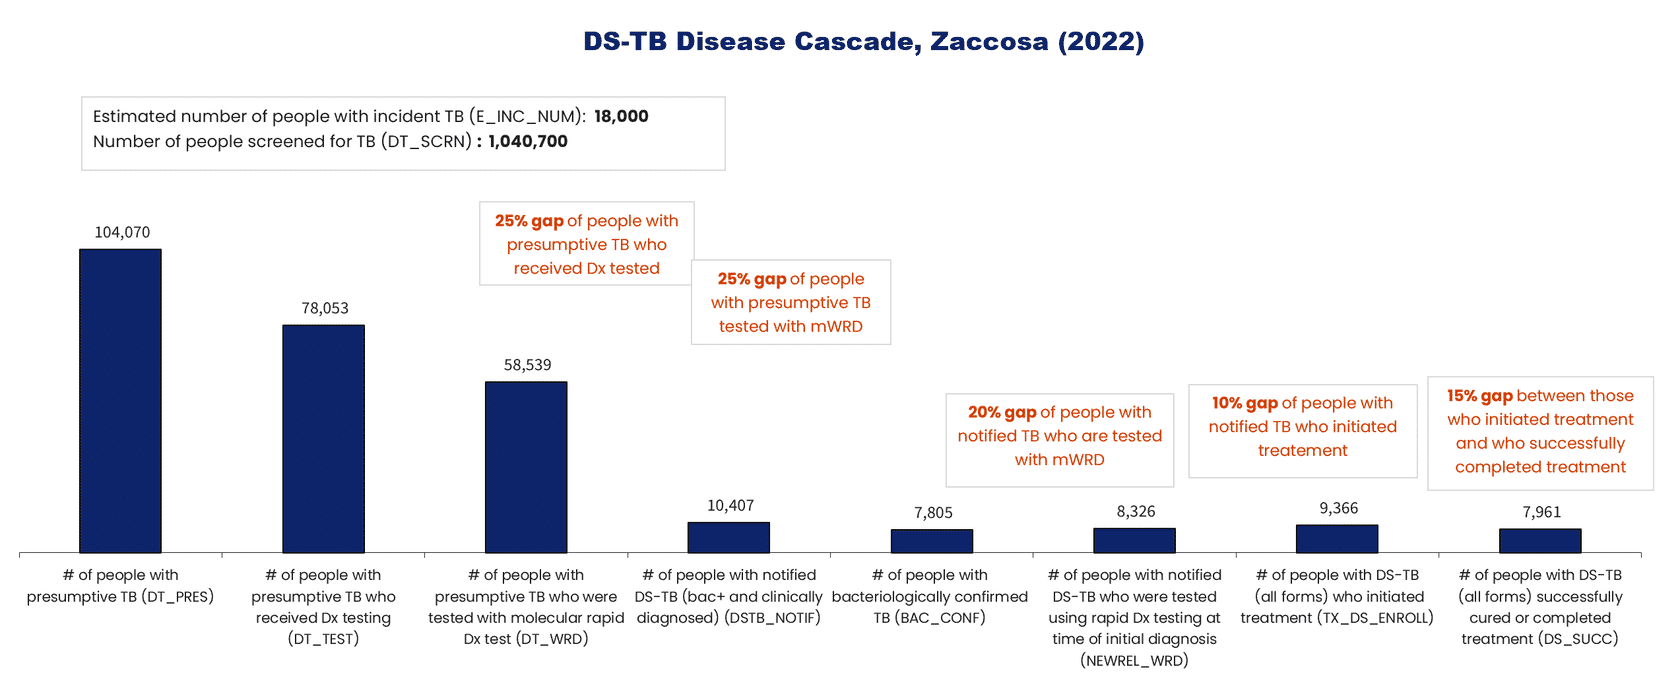 DS-TB Disease Cascade, Zaccosa (2022)
Estimated number of people with incident TB (E_INC_NUM): 18,000
Number of people screened for TB (DT_SCRN) : 1,040,700
25% gap of people with
presumptive TB who
received Dx tested
25% gap of people
with presumptive TB
tested with mWRD
20% gap of people with
notified TB who are tested
with mWRD
10% gap of people with
notified TB who initiated
treatement
15% gap between those
who initiated treatment
and who successfully
completed treatment
104,070
78,053
58,539
10,407
7,805
8,326
9,366
7,961
# of people with
presumptive TB (DT_PRES)
# of people with
presumptive TB who
received Dx testing
(DT_TEST)
# of people with
presumptive TB who were
tested with molecular rapid
Dx test (DT_WRD)
# of people with notified
DS-TB (bac+ and clinically
diagnosed) (DSTB_NOTIF)
# of people with
bacteriologically confirmed
TB (BAC_CONF)
# of people with notified
DS-TB who were tested
using rapid Dx testing at
time of initial diagnosis
(NEWREL_WRD)
# of people with DS-TB
(all forms) who initiated
treatment (TX_DS_ENROLL)
# of people with DS-TB
(all forms) successfully
cured or completed
treatment (DS_SUCC)